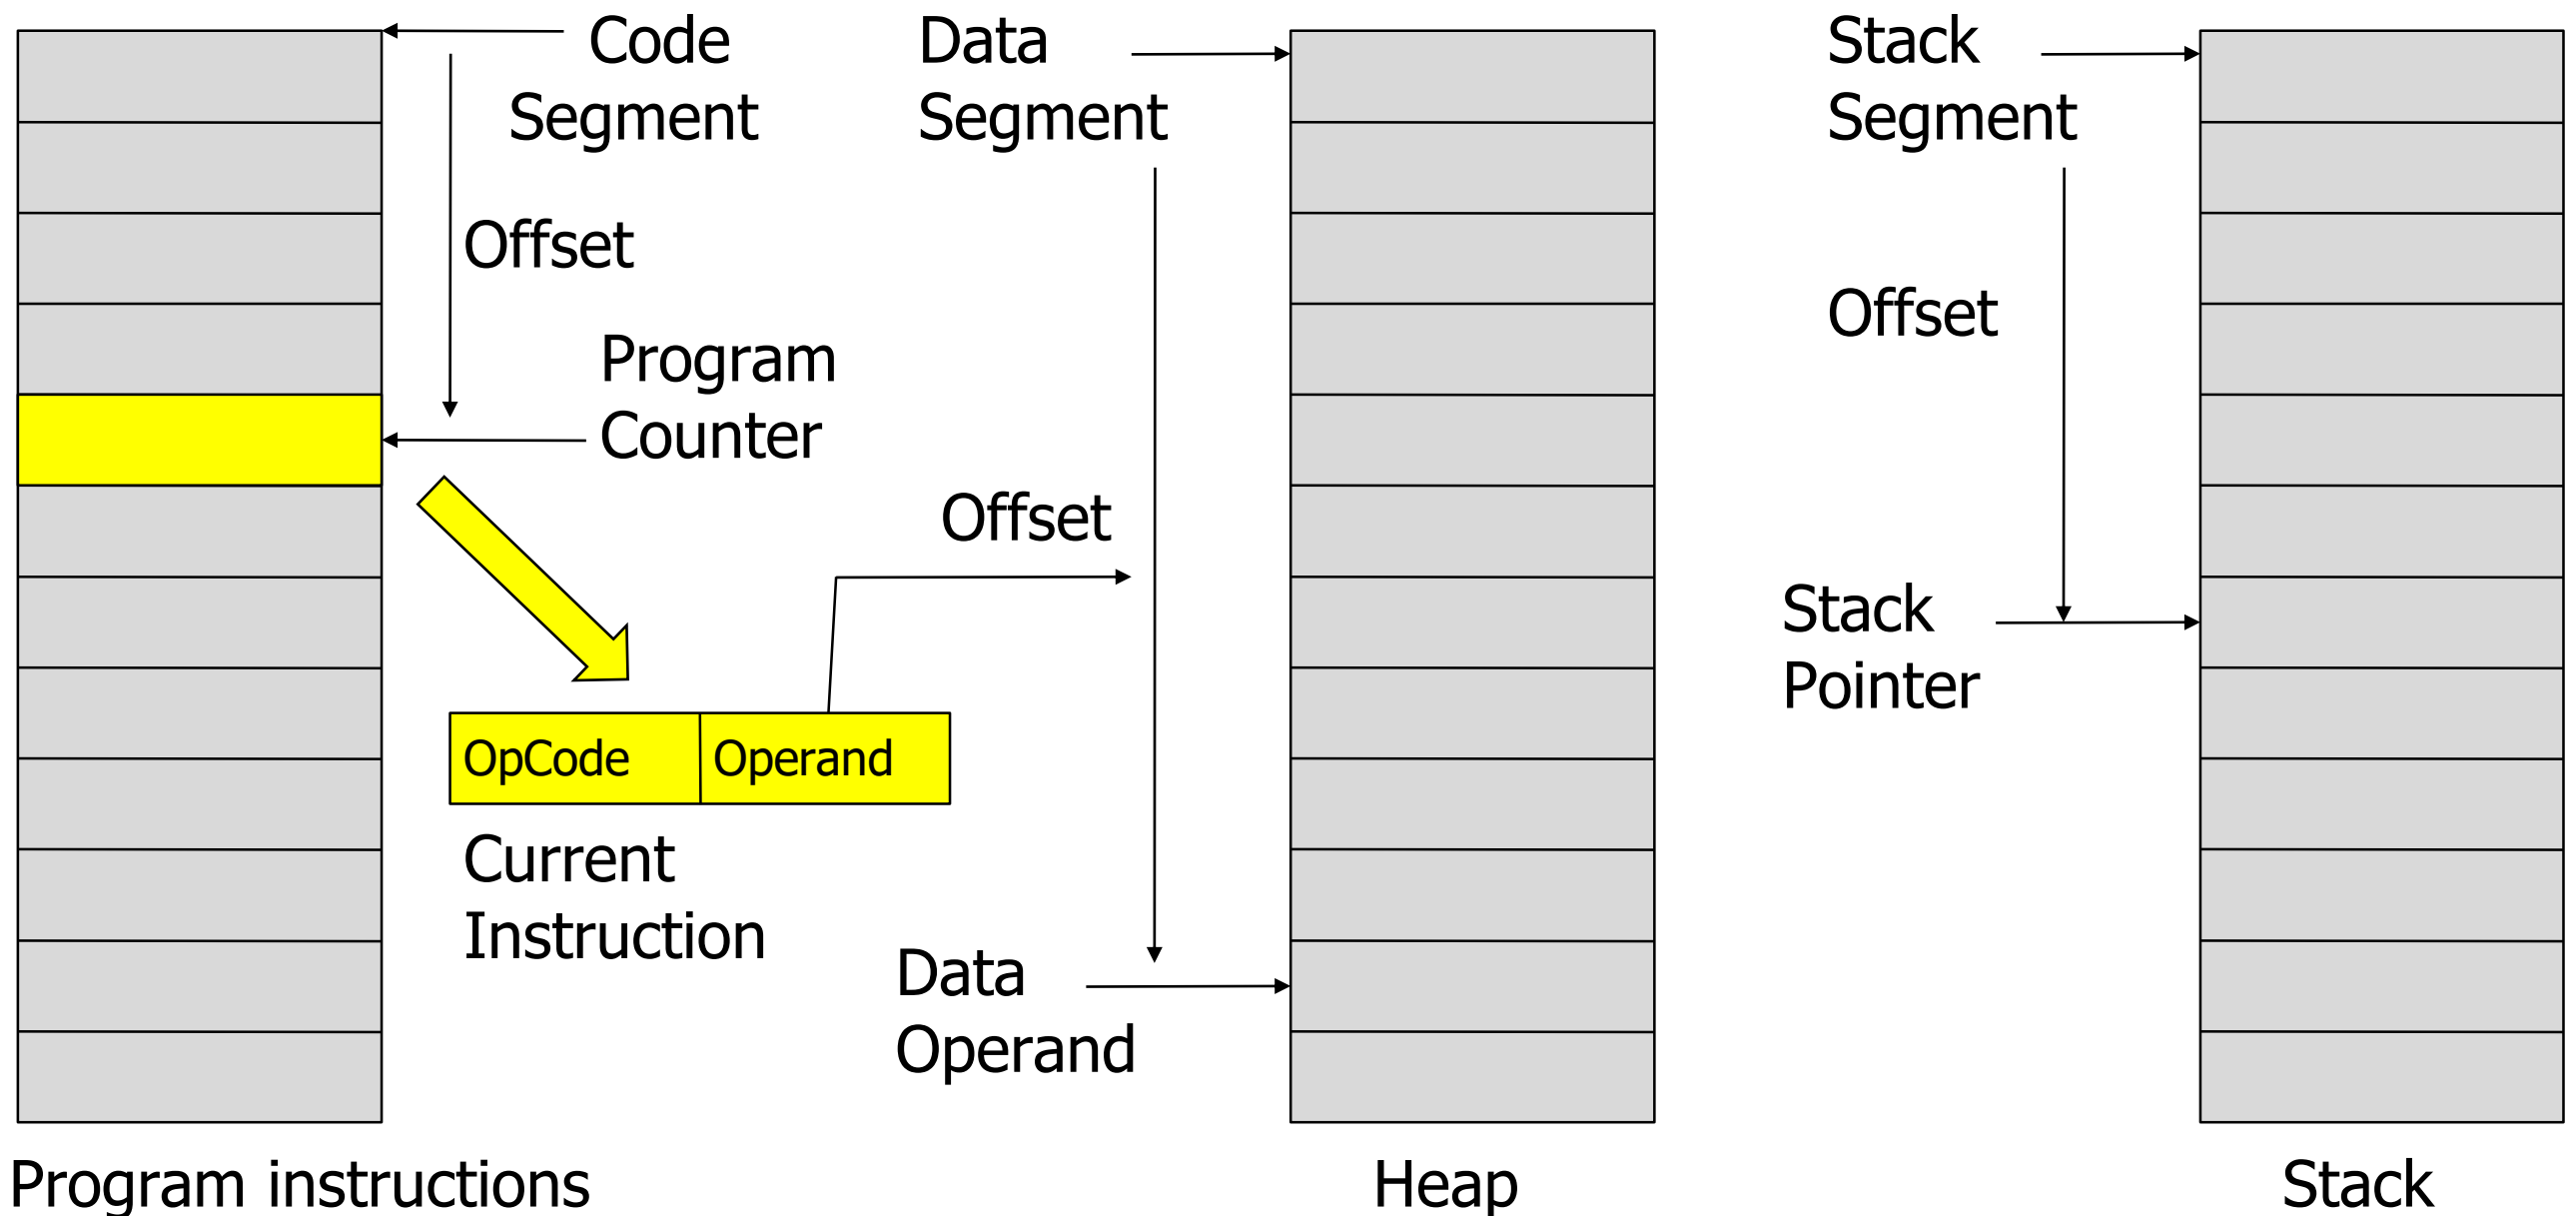 Code
Segment
Offset
Program
Counter
OpCode
Operand
Current
Instruction
Data
Segment
Offset
Data
Operand
Stack
Segment
Offset
Stack
Pointer
Program instructions
Heap
Stack